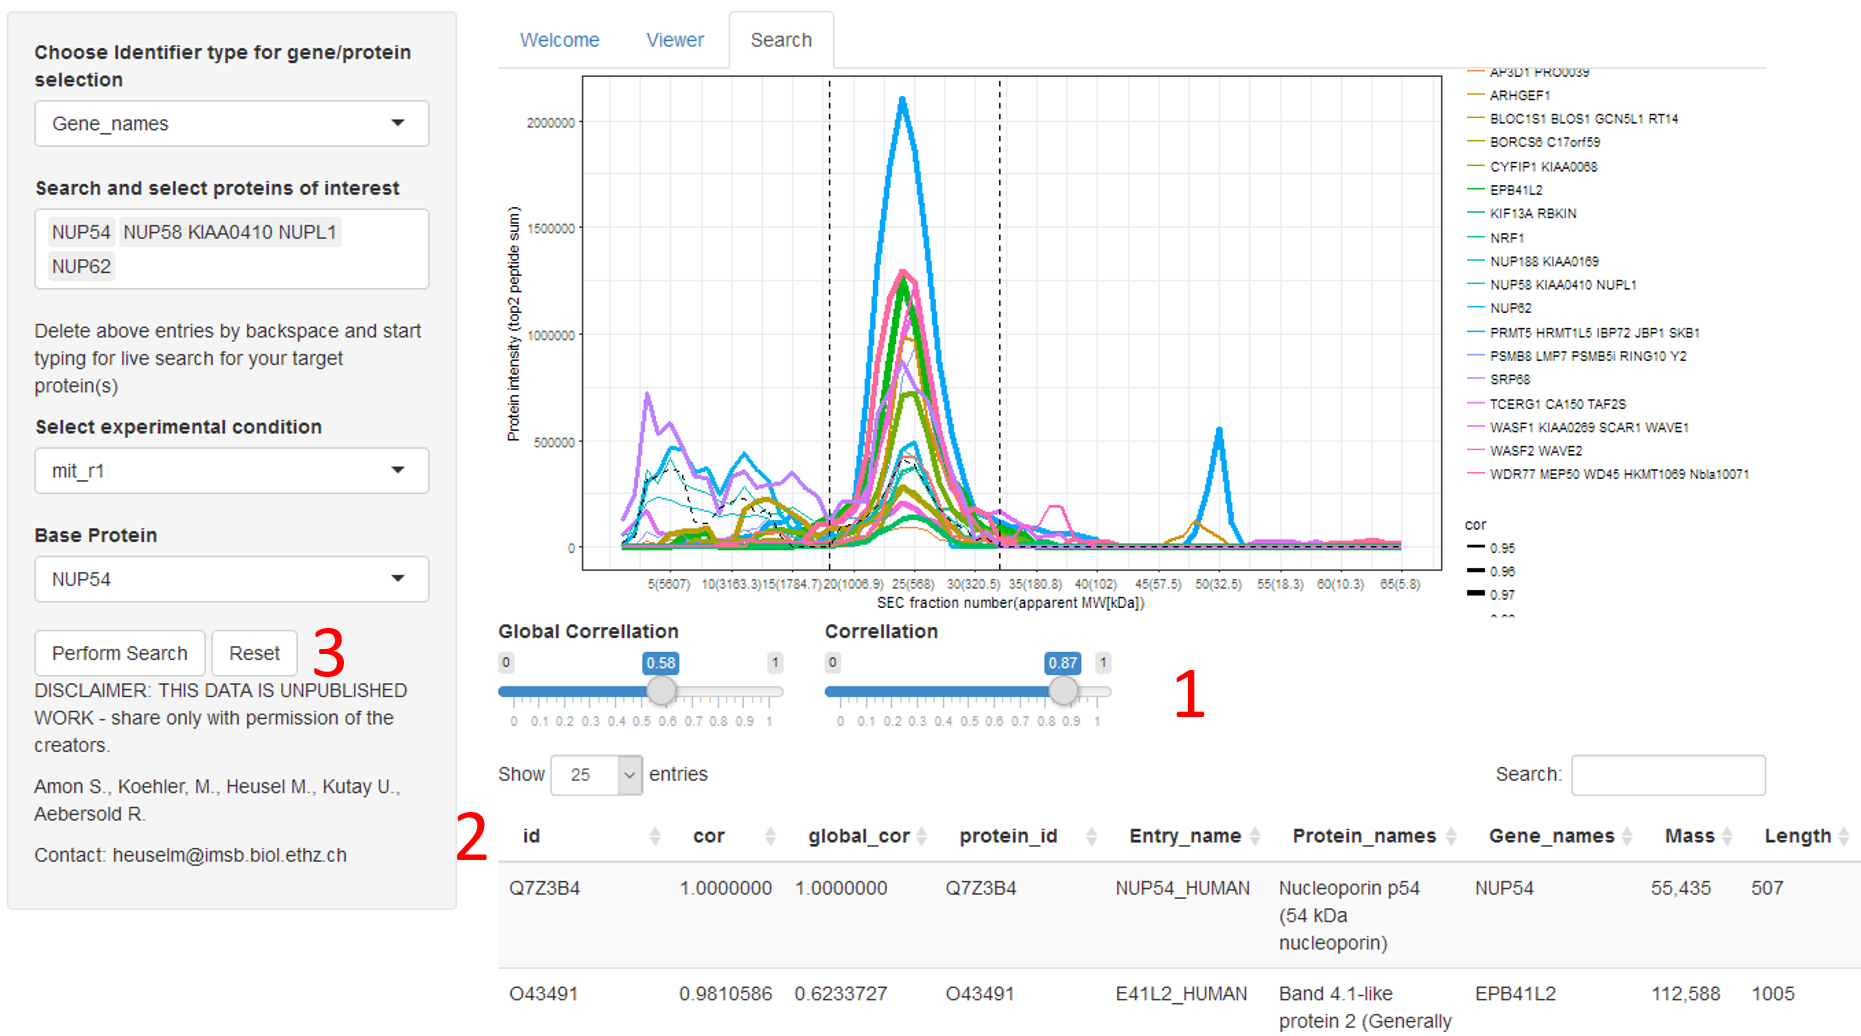 Choose Identifier type for gene/protein
selection
Gene_names
Search and select proteins of interest
NUP54 NUP58 KIAA0410 NUPL1
NUP62
Delete above entries by backspace and start
typing for live search for your target
protein(s)
Select experimental condition
mit_r1
Base Protein
NUP54
Perform Search Reset
3
DISCLAIMER: THIS DATA IS UNPUBLISHED
WORK - share only with permission of the
creators.
Amon S., Koehler, M., Heusel M., Kutay U.,
Aebersold R.
Contact: heuselm@imsb.biol.ethz.ch
Welcome Viewer Search
Protein intensity (top2 peptide sum)
2000000
1500000
1000000
500000
0
5(5607) 10(3163.3) 15(1784.7) 20(1006.9) 25(568) 30(320.5) 35(180.8) 40(102) 45(57.5) 50(32.5) 55(18.3) 60(10.3) 65(5.8)
SEC fraction number(apparent MW[kDa])
AP3D1 PRO0039
ARHGEF1
BLOC1S1 BLOS1 GCN5L1 RT14
BORCS6 C17orf59
CYFIP1 KIAA0068
EPB41L2
KIF13A RBKIN
NRF1
NUP188 KIAA0169
NUP58 KIAA0410 NUPL1
NUP62
PRMT5 HRMT1L5 IBP72 JBP1 SKB1
PSMB8 LMP7 PSMB5i RING10 Y2
SRP68
TCERG1 CA150 TAF2S
WASF1 KIAA0269 SCAR1 WAVE1
WASF2 WAVE2
WDR77 MEP50 WD45 HKMT1069 Nbla10071
cor
0.95
0.96
0.97
Global Correllation
0 0.58 1
0 0.1 0.2 0.3 0.4 0.5 0.6 0.7 0.8 0.9 1
Correllation
0 0.87 1
0 0.1 0.2 0.3 0.4 0.5 0.6 0.7 0.8 0.9 1
1
Show 25 entries
Search:
2
id cor global_cor protein_id Entry_name Protein_names Gene_names Mass Length
Q7Z3B4 1.0000000 1.0000000 Q7Z3B4 NUP54_HUMAN Nucleoporin p54 NUP54 55,435 507
(54 kDa
nucleoporin)
O43491 0.9810586 0.6233727 O43491 E41L2_HUMAN Band 4.1-like EPB41L2 112,588 1005
protein 2 (Generally